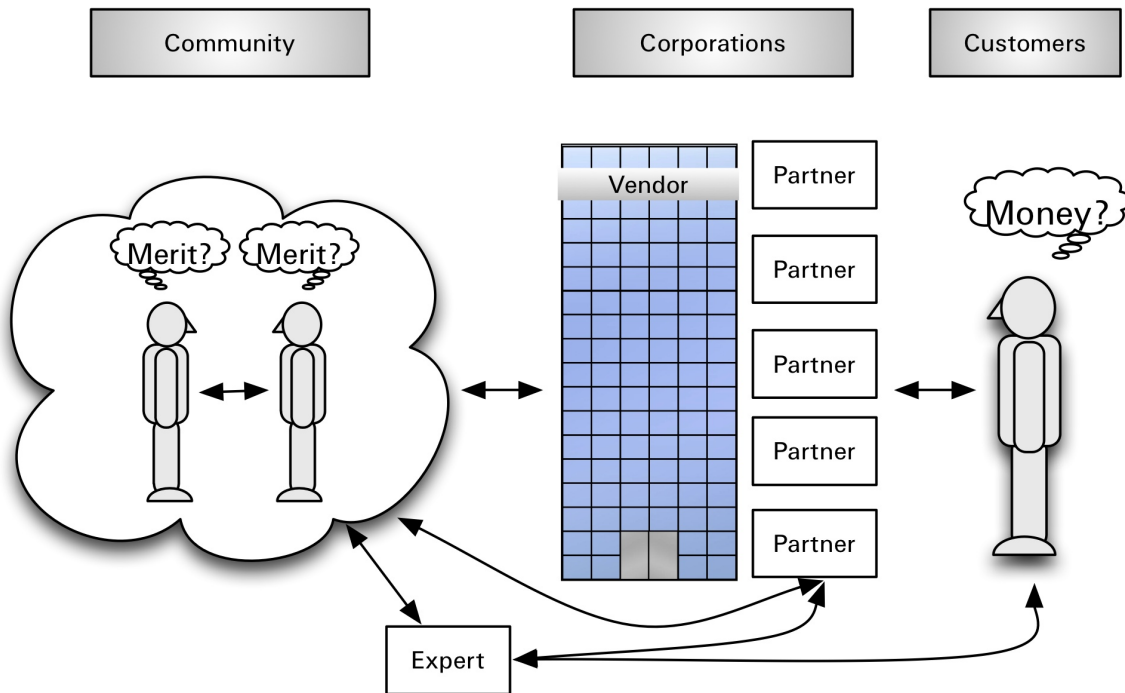 Community
Corporations
Customers
Vendor
Partner
Merit?
Merit?
Money?
Partner
Partner
Partner
Partner
Expert